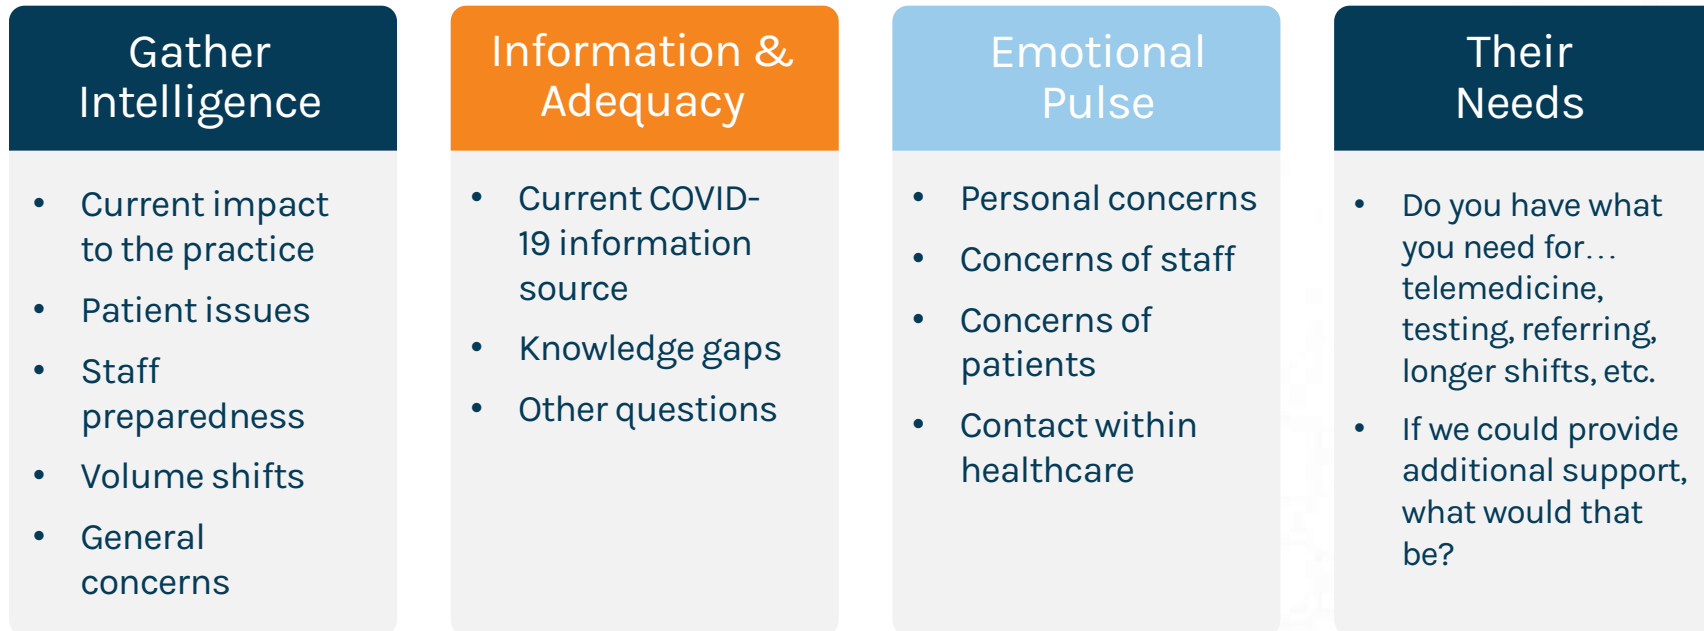 Gather
Intelligence
• Current impact
to the practice
• Patient issues
• Staff
preparedness
• Volume shifts
• General
concerns
Information &
Adequacy
• Current COVID-
19 information
source
• Knowledge gaps
• Other questions
Emotional
Pulse
• Personal concerns
• Concerns of staff
• Concerns of
patients
• Contact within
healthcare
Their
Needs
• Do you have what
you need for…
telemedicine,
testing, referring,
longer shifts, etc.
• If we could provide
additional support,
what would that
be?